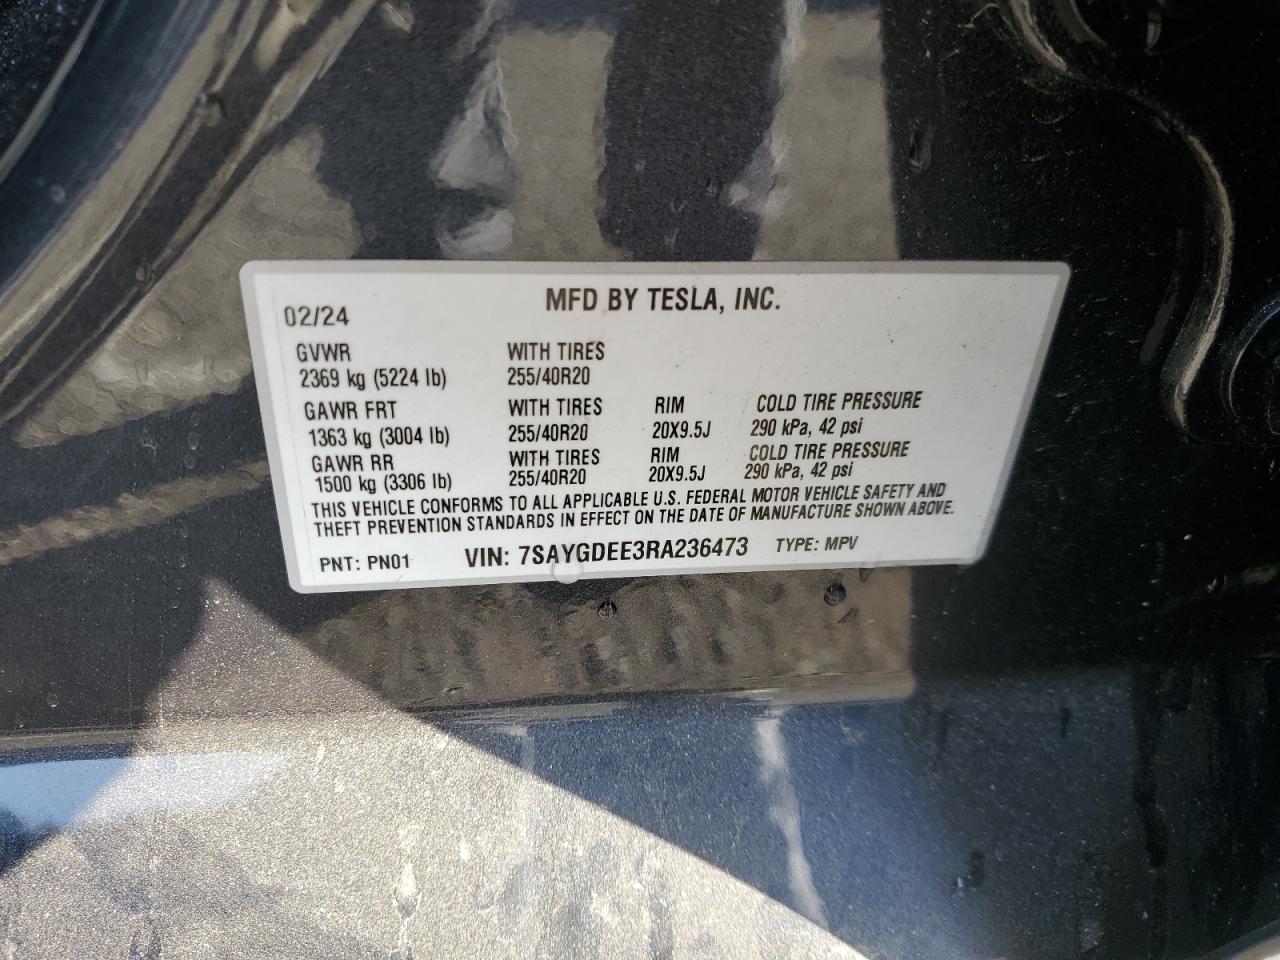 MFD BY TESLA, INC.
02/24
GVWR WITH TIRES
2369 kg (5224 lb) 255/40R20
GAWR FRT WITH TIRES RIM COLD TIRE PRESSURE
1363 kg (3004 lb) 255/40R20 20X9.5J 290 kPa, 42 psi
GAWR RR WITH TIRES RIM COLD TIRE PRESSURE
1500 kg (3306 lb) 255/40R20 20X9.5J 290 kPa, 42 psi
THIS VEHICLE CONFORMS TO ALL APPLICABLE U.S. FEDERAL MOTOR VEHICLE SAFETY AND
THEFT PREVENTION STANDARDS IN EFFECT ON THE DATE OF MANUFACTURE SHOWN ABOVE.
PNT: PN01 VIN: 7SAYGDEE3RA236473 TYPE: MPV